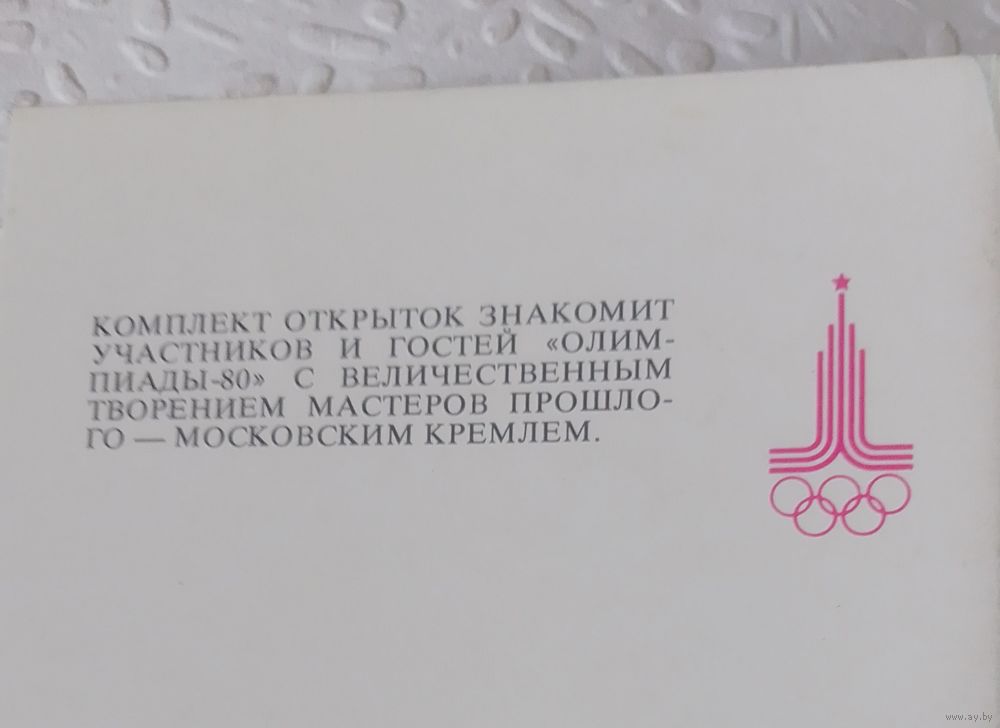 КОМПЛЕКТ ОТКРЫТОК ЗНАКОМИТ
УЧАСТНИКОВ И ГОСТЕЙ «ОЛИМ-
ПИАДЫ-80» С ВЕЛИЧЕСТВЕННЫМ
ТВОРЕНИЕМ МАСТЕРОВ ПРОШЛО-
ГО — МОСКОВСКИМ КРЕМЛЕМ.
www.ay.by